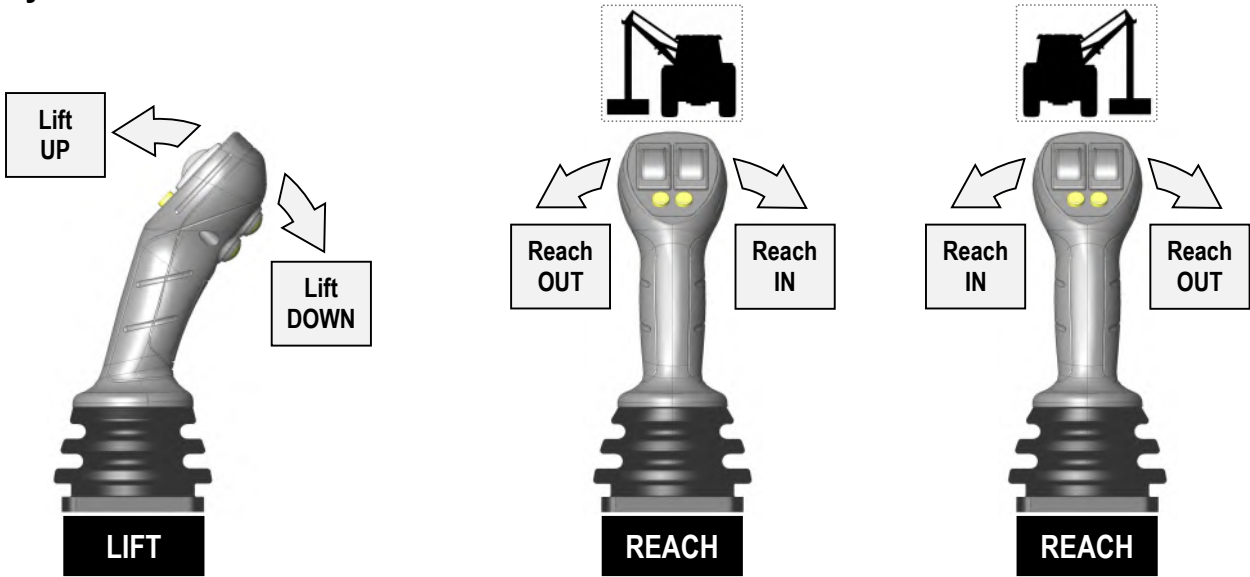 Lift
UP
Lift
DOWN
LIFT
Reach
OUT
Reach
IN
REACH
Reach
IN
Reach
OUT
REACH